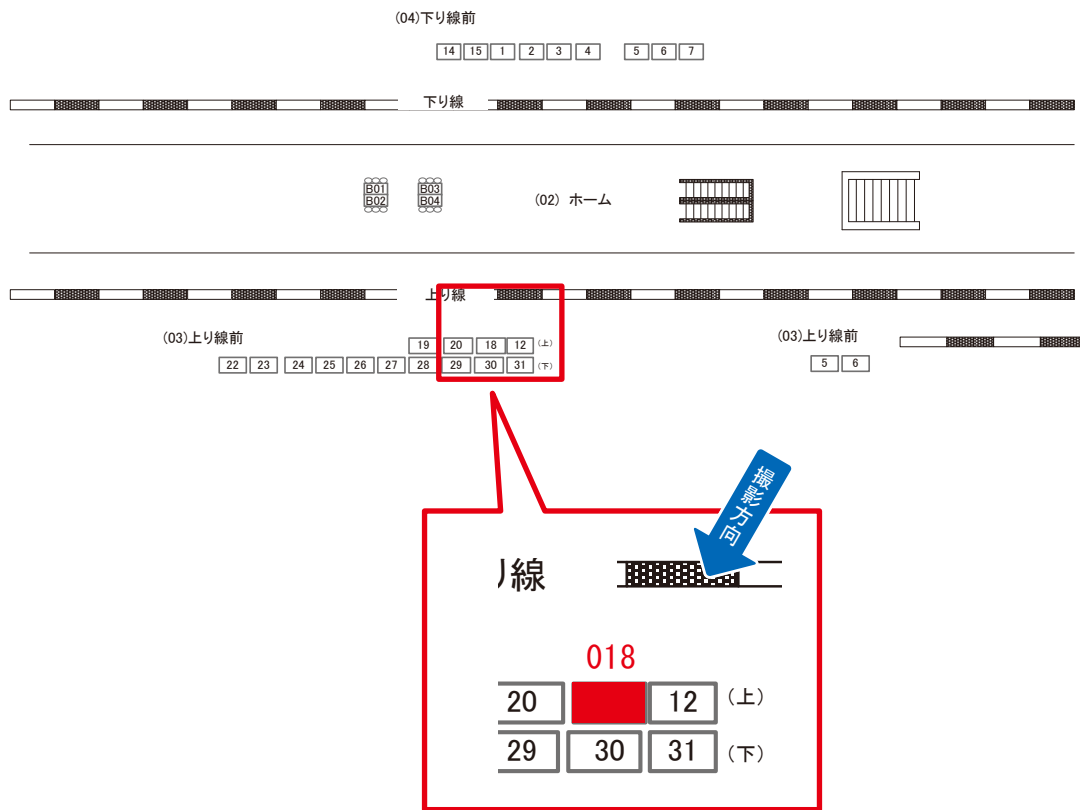 (04)下り線前
14 15 1 2 3 4 5 6 7
下り線
B01 B03
B02 B04
(02) ホーム
上り線
(03)上り線前
19 20 18 12 (上)
22 23 24 25 26 27 28 29 30 31 (下)
(03)上り線前
5 6
撮影方向
り線
018
20 12 (上)
29 30 31 (下)